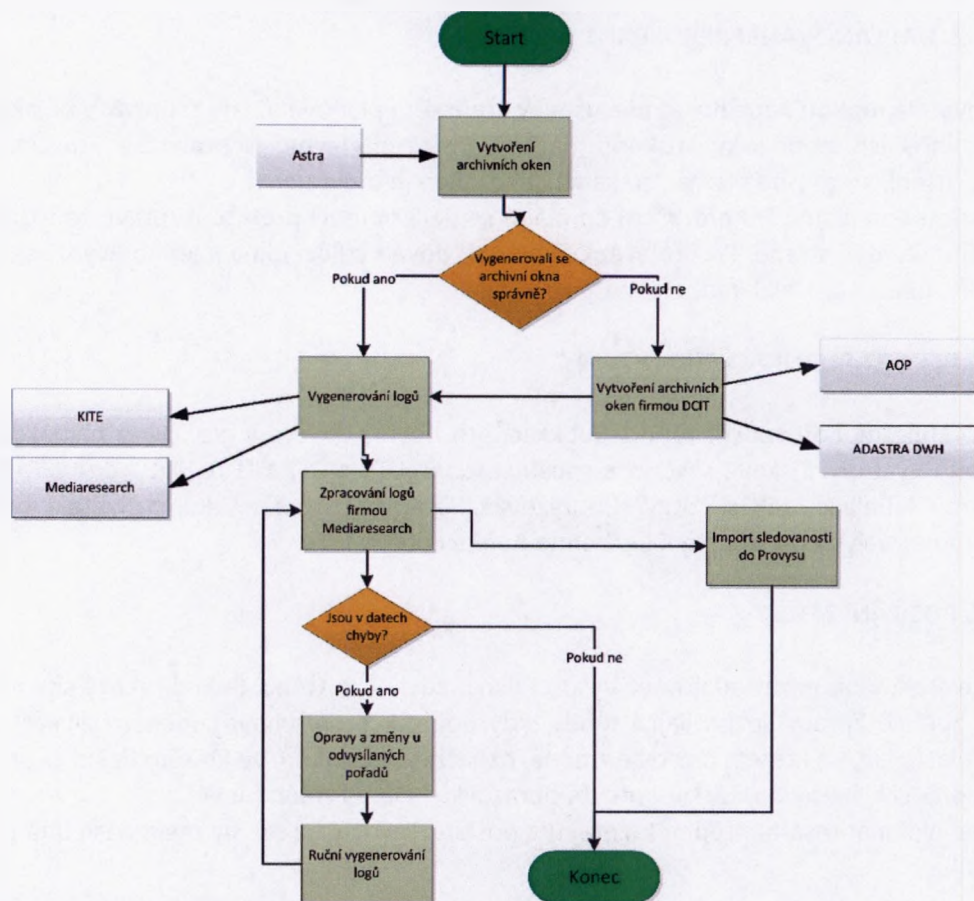 Start
Astra
Vytvoření
archivních oken
Vygenerovali se
archivní okna
správně?
Pokud ano
Pokud ne
Vygenerování logů
Vytvoření archivních
oken firmou DCIT
AOP
KITE
ADASTRA DWH
Mediaresearch
Zpracování logů
firmou
Mediaresearch
Import sledovanosti
do Provysu
Jsou v datech
chyby?
Pokud ne
Pokud ano
Opravy a změny u
odvysílaných
pořadů
Ruční vygenerování
logů
Konec